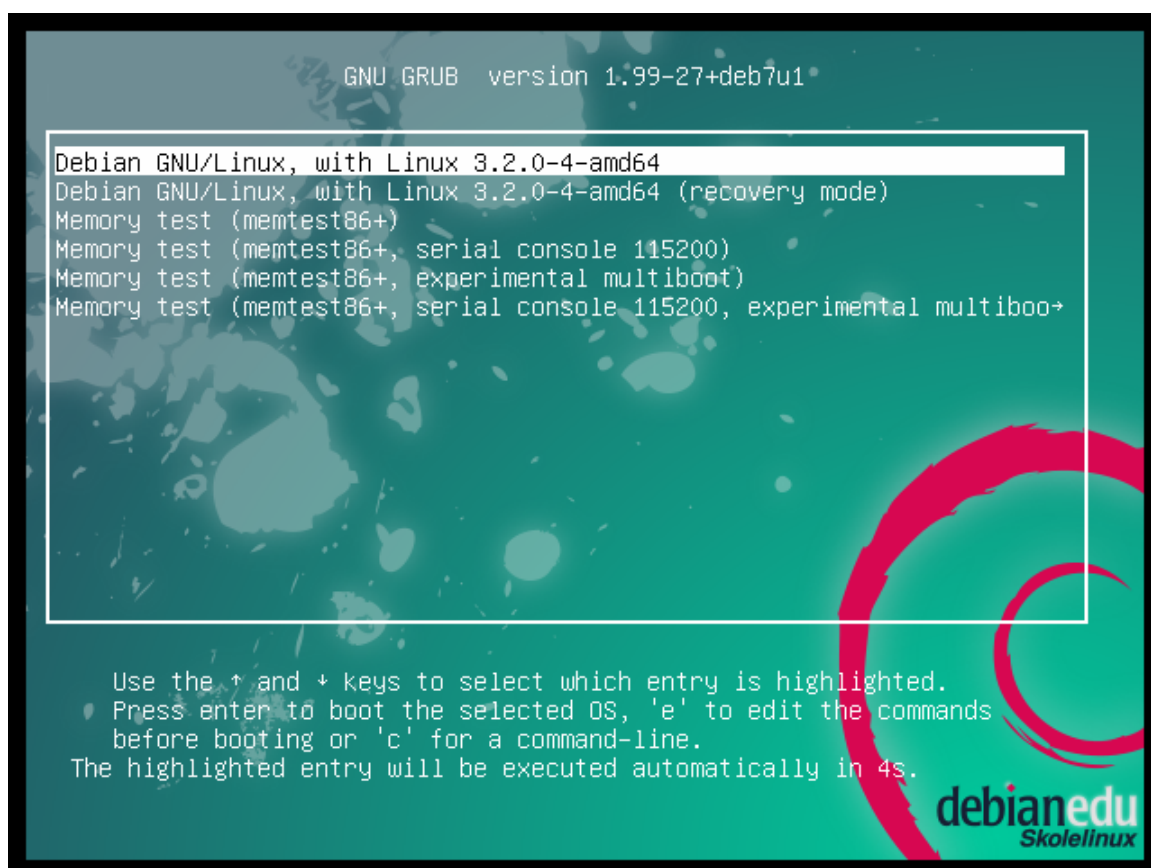 GNU GRUB  version 1.99-27+deb7u1
Debian GNU/Linux, with Linux 3.2.0-4-amd64
Debian GNU/Linux, with Linux 3.2.0-4-amd64 (recovery mode)
Memory test (memtest86+)
Memory test (memtest86+, serial console 115200)
Memory test (memtest86+, experimental multiboot)
Memory test (memtest86+, serial console 115200, experimental multiboo→
Use the ↑ and ↓ keys to select which entry is highlighted.
Press enter to boot the selected OS, 'e' to edit the commands
before booting or 'c' for a command-line.
The highlighted entry will be executed automatically in 4s.
debianedu
Skolelinux